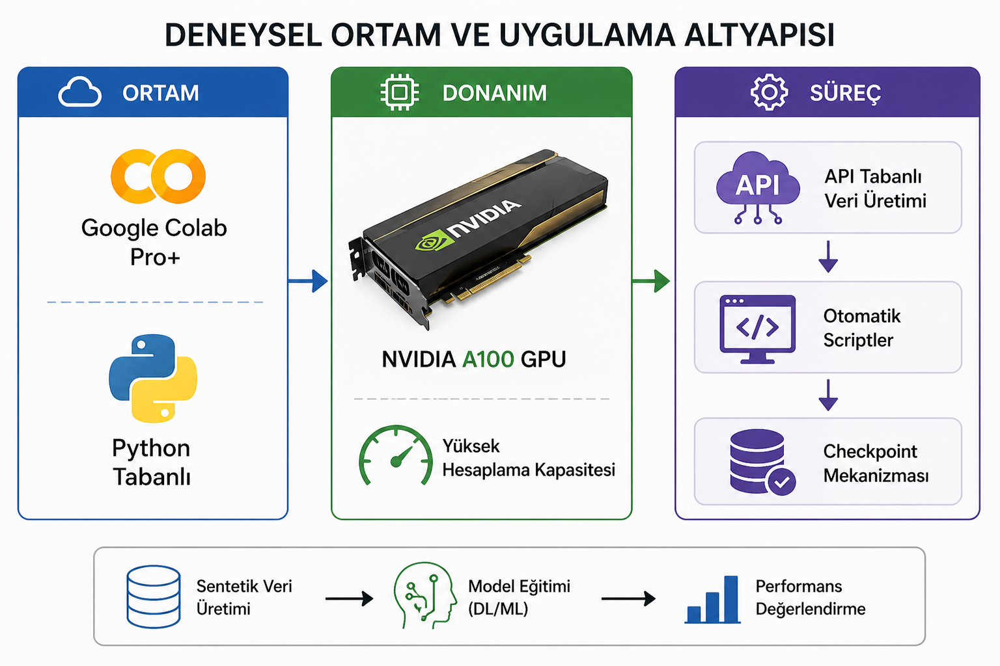 DENEYSEL ORTAM VE UYGULAMA ALTYAPISI
ORTAM
CO
Google Colab
Pro+
Python
Tabanlı
DONANIM
NVIDIA
NVIDIA A100 GPU
Yüksek
Hesaplama Kapasitesi
SÜREÇ
API
API Tabanlı
Veri Üretimi
</>
Otomatik
Scriptler
Checkpoint
Mekanizması
Sentetik Veri
Üretimi
Model Eğitimi
(DL/ML)
Performans
Değerlendirme